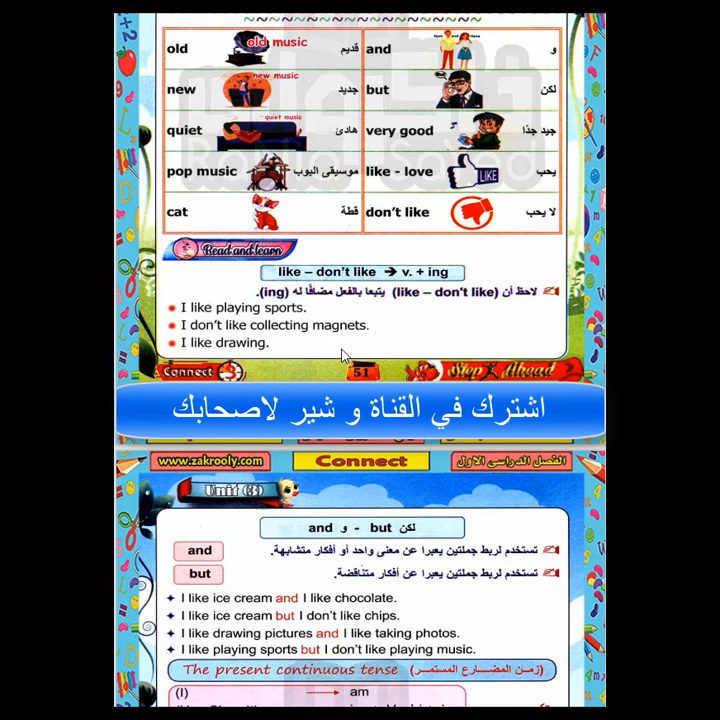 old old music قديم and و
new new music جديد but لكن
quiet quiet music هادئ very good جيد جدًا
pop music موسيقى البوب like - love LIKE يحب
cat قطة don't like لا يحب
Read and learn
like – don't like ➔ v. + ing
لاحظ أن (like – don't like) يتبعا بالفعل مضافًا له (ing).
I like playing sports.
I don't like collecting magnets.
I like drawing.
Connect 3 51 Step Ahead
اشترك في القناة و شير لاصحابك
www.zakrooly.com Connect الفصل الدراسي الأول
Unit (3)
and و - but لكن
and تستخدم لربط جملتين يعبرا عن معنى واحد أو أفكار متشابهة.
but تستخدم لربط جملتين يعبرا عن أفكار متناقضة.
I like ice cream and I like chocolate.
I like ice cream but I don't like chips.
I like drawing pictures and I like taking photos.
I like playing sports but I don't like playing music.
The present continuous tense (زمن المضارع المستمر)
(I) am